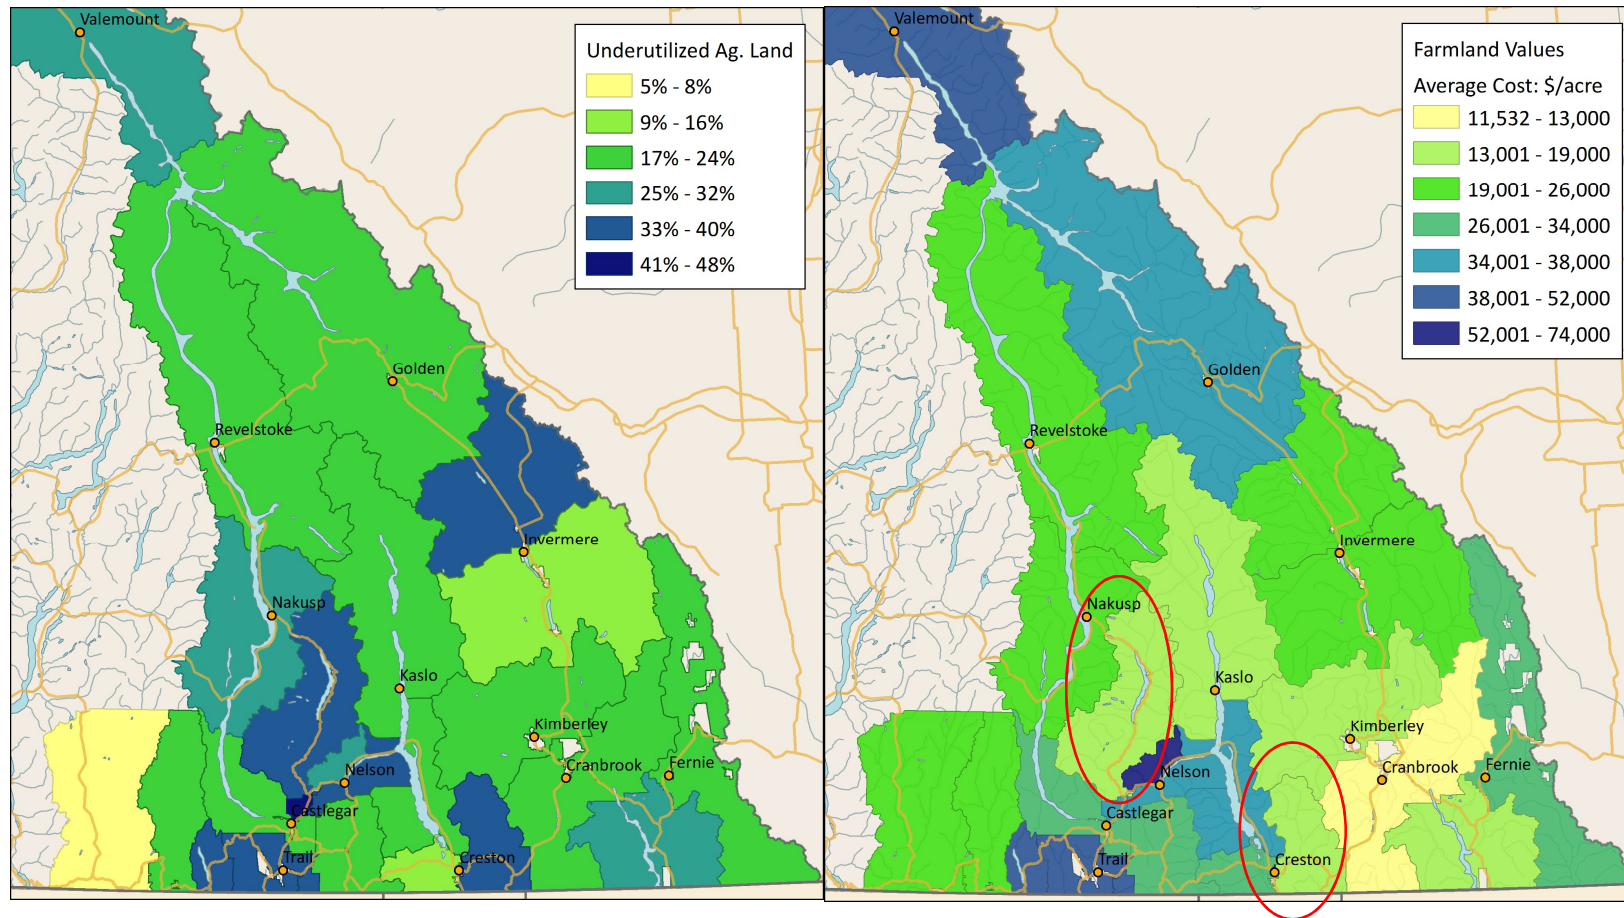 Valemount
Underutilized Ag. Land
5% - 8%
9% - 16%
17% - 24%
25% - 32%
33% - 40%
41% - 48%
Golden
Revelstoke
Invermere
Nakusp
Kaslo
Kimberley
Cranbrook
Fernie
Nelson
Castlegar
Trail
Creston
Valemount
Farmland Values
Average Cost: $/acre
11,532 - 13,000
13,001 - 19,000
19,001 - 26,000
26,001 - 34,000
34,001 - 38,000
38,001 - 52,000
52,001 - 74,000
Golden
Revelstoke
Invermere
Nakusp
Kaslo
Kimberley
Cranbrook
Fernie
Nelson
Castlegar
Trail
Creston